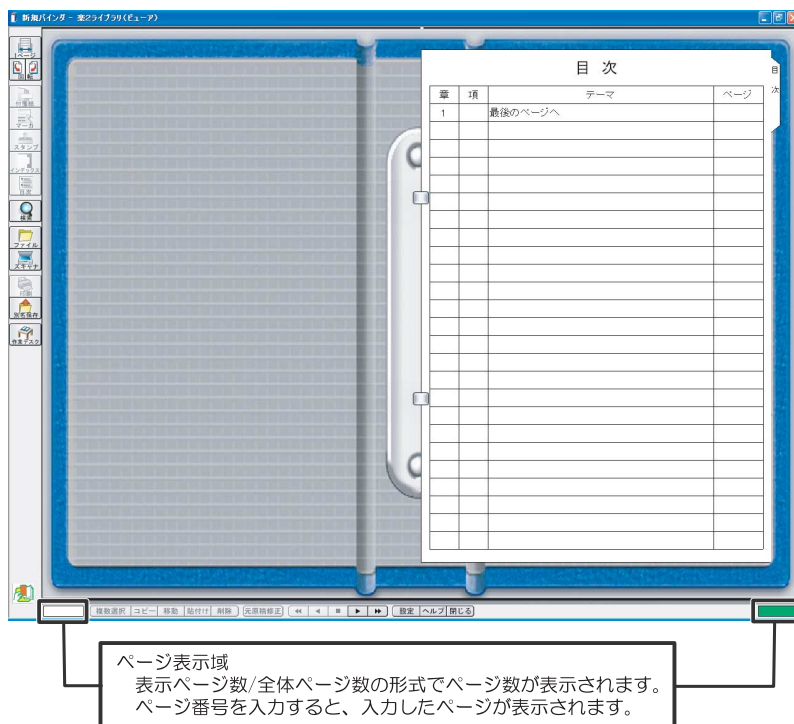 新規バインダ - 楽2ライブラリ(ビューア)
1ページ
回転
付箋紙
マーカ
スタンプ
インデックス
目次
検索
ファイル
スキャナ
印刷
別名保存
作業デスク
目 次
目
次
章 項 テーマ ページ
1 最後のページへ
複数選択 コピー 移動 貼付け 削除 元原稿修正 設定 ヘルプ 閉じる
ページ表示域
表示ページ数/全体ページ数の形式でページ数が表示されます。
ページ番号を入力すると、入力したページが表示されます。